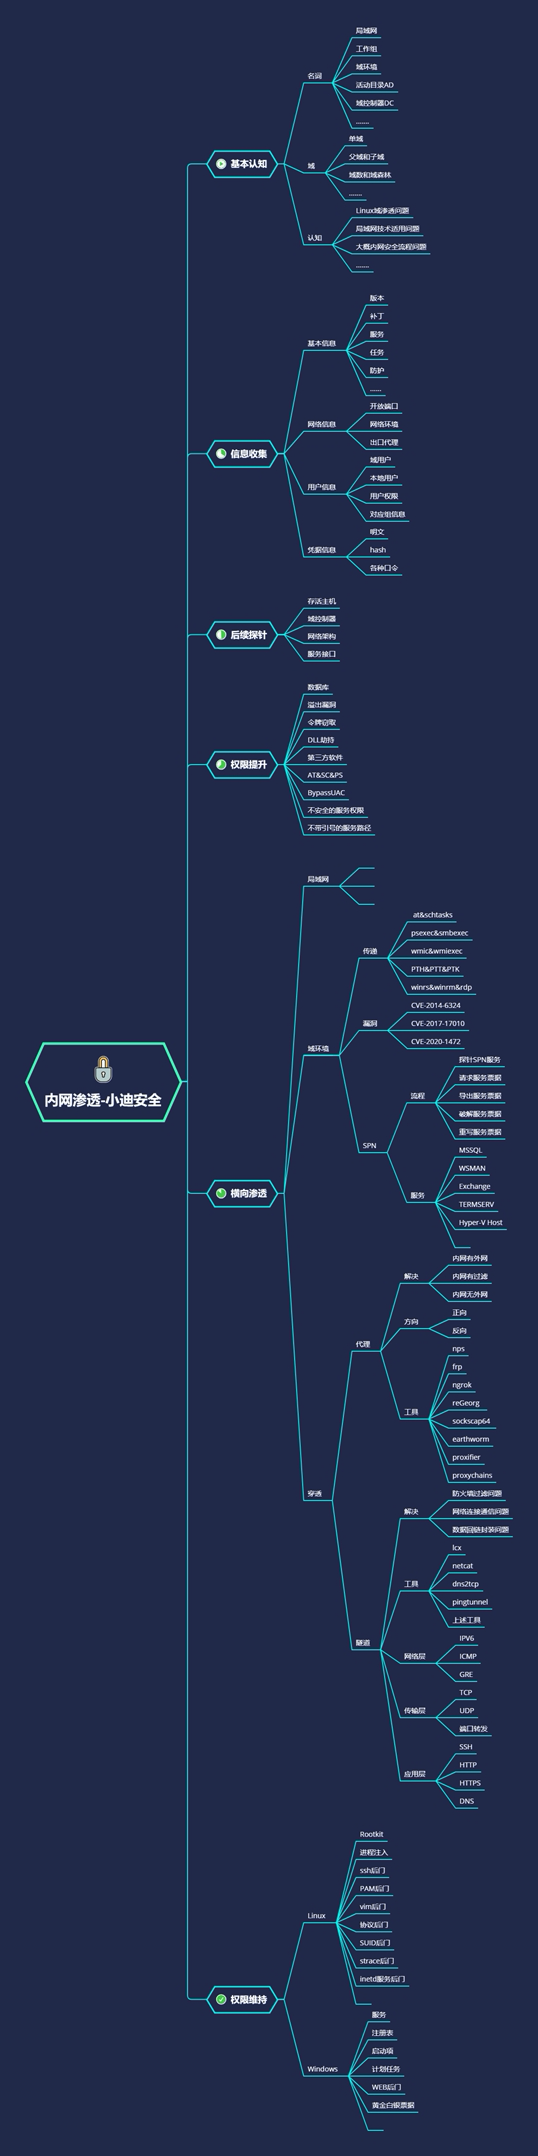 内网渗透-小迪安全
基本认知
名词
局域网
工作组
域环境
活动目录AD
域控制器DC
.......
域
单域
父域和子域
域数和域森林
.......
认知
Linux域渗透问题
局域网技术适用问题
大概内网安全流程问题
.......
信息收集
基本信息
版本
补丁
服务
任务
防护
......
网络信息
开放端口
网络环境
出口代理
用户信息
域用户
本地用户
用户权限
对应组信息
凭据信息
明文
hash
各种口令
后续探针
存活主机
域控制器
网络架构
服务接口
权限提升
数据库
溢出漏洞
令牌窃取
DLL劫持
第三方软件
AT&SC&PS
BypassUAC
不安全的服务权限
不带引号的服务路径
横向渗透
局域网
域环境
传递
at&schtasks
psexec&smbexec
wmic&wmiexec
PTH&PTT&PTK
winrs&winrm&rdp
漏洞
CVE-2014-6324
CVE-2017-17010
CVE-2020-1472
SPN
流程
探针SPN服务
请求服务票据
导出服务票据
破解服务票据
重写服务票据
服务
MSSQL
WSMAN
Exchange
TERMSERV
Hyper-V Host
穿透
代理
解决
内网有外网
内网有过滤
内网无外网
方向
正向
反向
工具
nps
frp
ngrok
reGeorg
sockscap64
earthworm
proxifier
proxychains
隧道
解决
防火墙过滤问题
网络连接通信问题
数据回链封装问题
工具
lcx
netcat
dns2tcp
pingtunnel
上述工具
网络层
IPV6
ICMP
GRE
传输层
TCP
UDP
端口转发
应用层
SSH
HTTP
HTTPS
DNS
权限维持
Linux
Rootkit
进程注入
ssh后门
PAM后门
vim后门
协议后门
SUID后门
strace后门
inetd服务后门
Windows
服务
注册表
启动项
计划任务
WEB后门
黄金白银票据